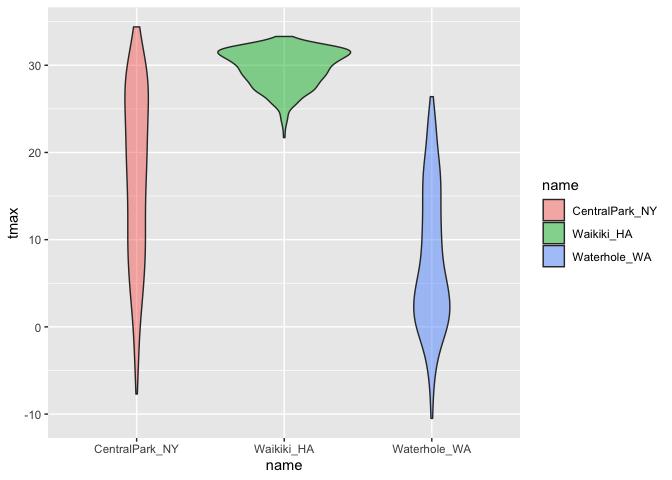 30
20
10
0
-10
tmax
CentralPark_NY
Waikiki_HA
Waterhole_WA
name
name
CentralPark_NY
Waikiki_HA
Waterhole_WA